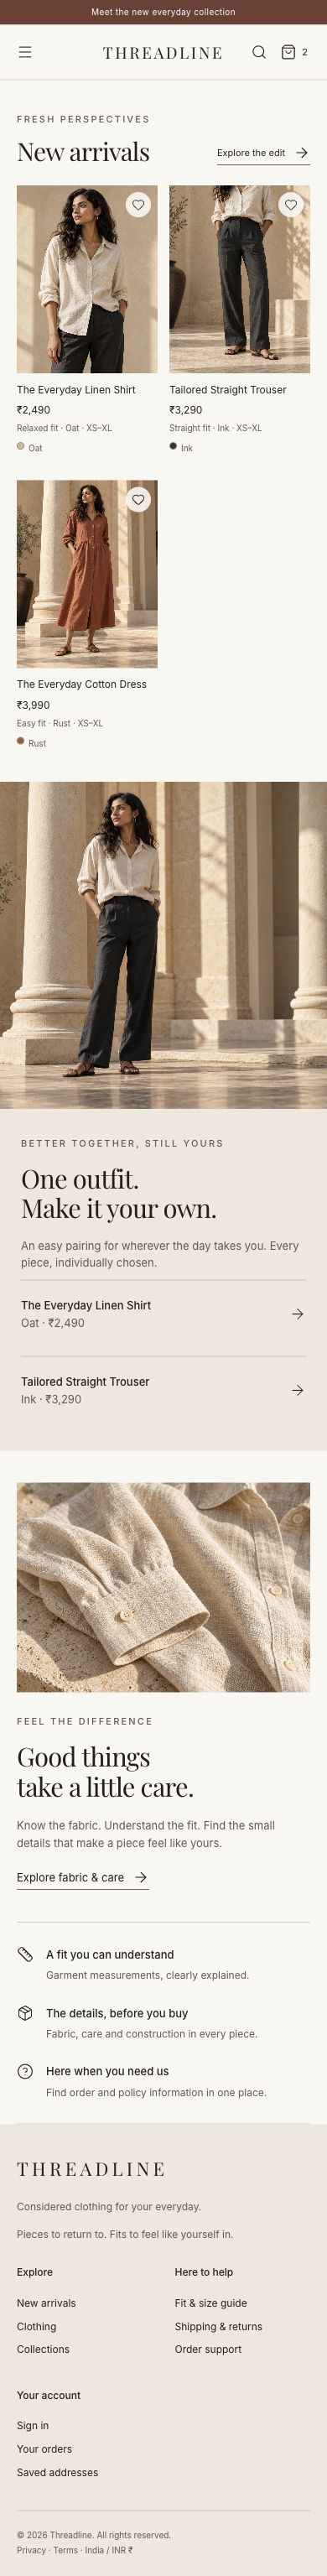 Meet the new everyday collection
THREADLINE
2
FRESH PERSPECTIVES
New arrivals
Explore the edit
The Everyday Linen Shirt
₹2,490
Relaxed fit · Oat · XS–XL
Oat
Tailored Straight Trouser
₹3,290
Straight fit · Ink · XS–XL
Ink
The Everyday Cotton Dress
₹3,990
Easy fit · Rust · XS–XL
Rust
BETTER TOGETHER, STILL YOURS
One outfit.
Make it your own.
An easy pairing for wherever the day takes you. Every
piece, individually chosen.
The Everyday Linen Shirt
Oat · ₹2,490
Tailored Straight Trouser
Ink · ₹3,290
FEEL THE DIFFERENCE
Good things
take a little care.
Know the fabric. Understand the fit. Find the small
details that make a piece feel like yours.
Explore fabric & care
A fit you can understand
Garment measurements, clearly explained.
The details, before you buy
Fabric, care and construction in every piece.
Here when you need us
Find order and policy information in one place.
THREADLINE
Considered clothing for your everyday.
Pieces to return to. Fits to feel like yourself in.
Explore
New arrivals
Clothing
Collections
Here to help
Fit & size guide
Shipping & returns
Order support
Your account
Sign in
Your orders
Saved addresses
© 2026 Threadline. All rights reserved.
Privacy · Terms · India / INR ₹